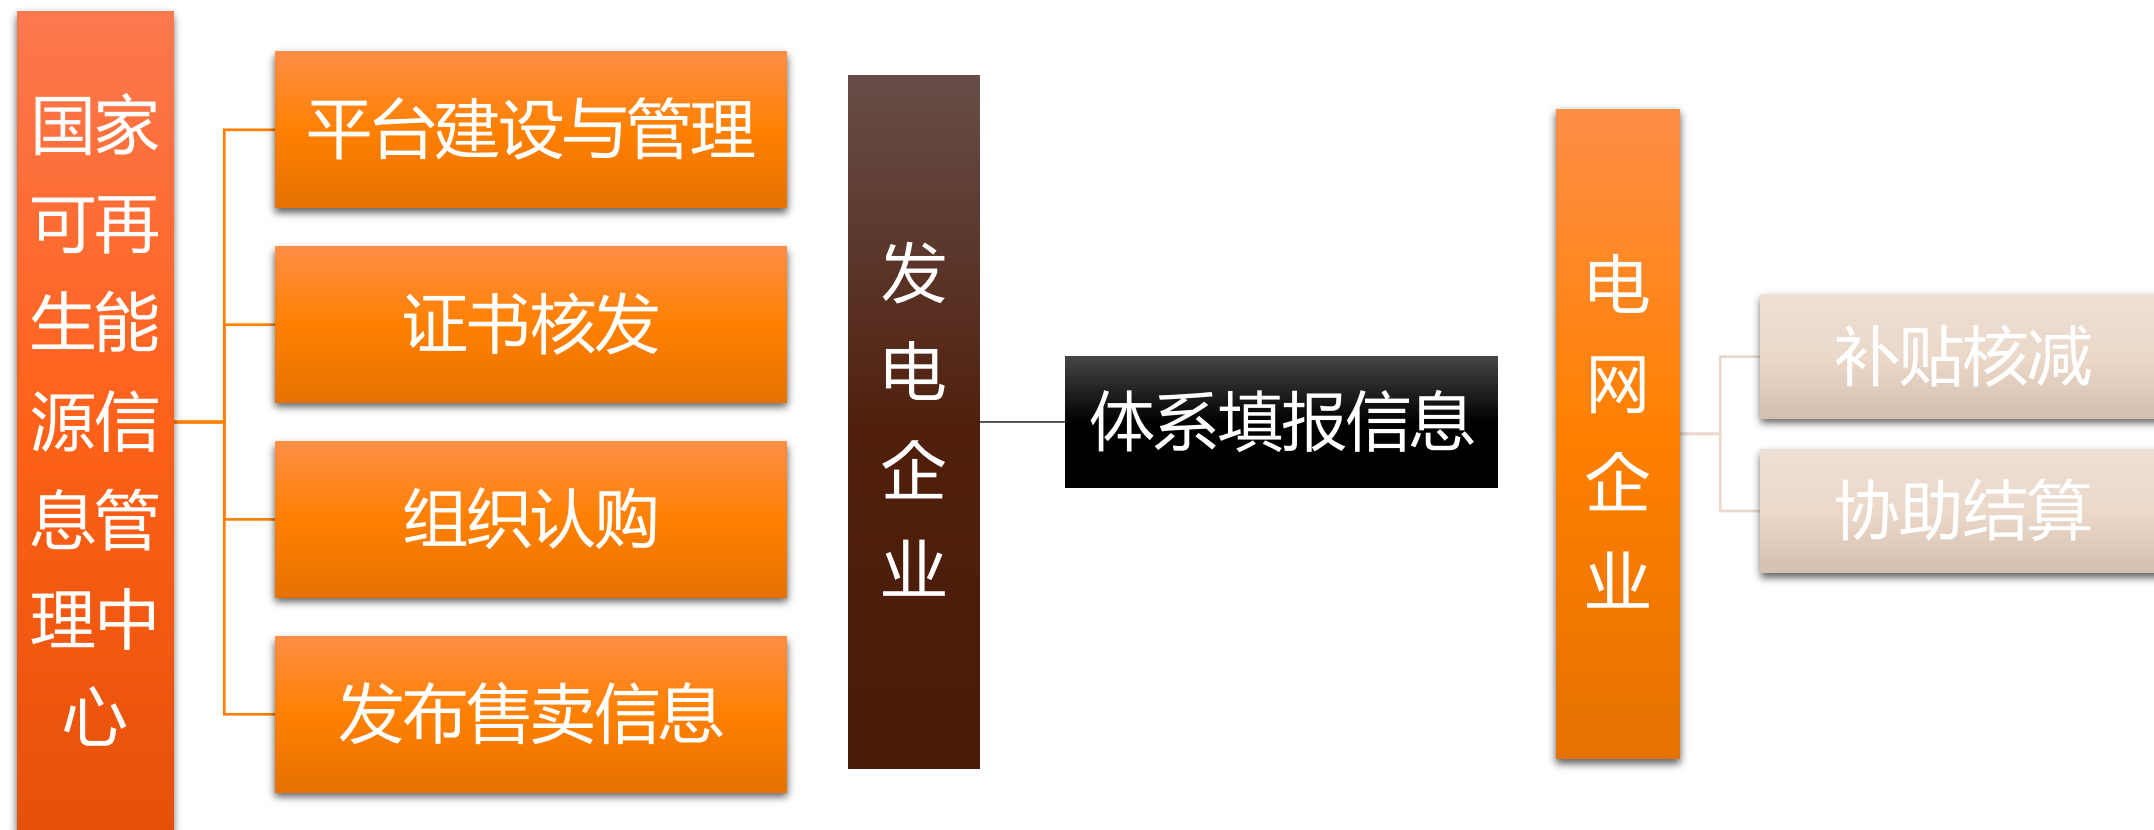 国家
可再
生能
源信
息管
理中
心
平台建设与管理
证书核发
组织认购
发布售卖信息
发
电
企
业
体系填报信息
电
网
企
业
补贴核减
协助结算